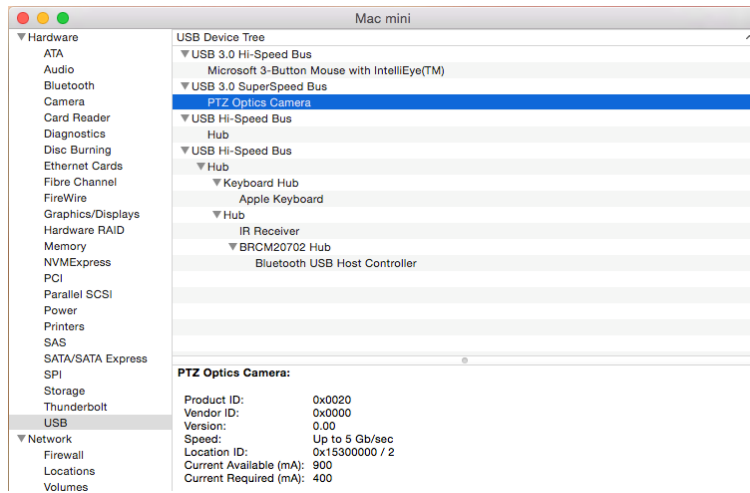 Mac mini
Hardware
ATA
Audio
Bluetooth
Camera
Card Reader
Diagnostics
Disc Burning
Ethernet Cards
Fibre Channel
FireWire
Graphics/Displays
Hardware RAID
Memory
NVMExpress
PCI
Parallel SCSI
Power
Printers
SAS
SATA/SATA Express
SPI
Storage
Thunderbolt
USB
Network
Firewall
Locations
Volumes
USB Device Tree
USB 3.0 Hi-Speed Bus
Microsoft 3-Button Mouse with IntelliEye(TM)
USB 3.0 SuperSpeed Bus
PTZ Optics Camera
USB Hi-Speed Bus
Hub
USB Hi-Speed Bus
Hub
Keyboard Hub
Apple Keyboard
Hub
IR Receiver
BRCM20702 Hub
Bluetooth USB Host Controller
PTZ Optics Camera:
Product ID: 0x0020
Vendor ID: 0x0000
Version: 0.00
Speed: Up to 5 Gb/sec
Location ID: 0x15300000 / 2
Current Available (mA): 900
Current Required (mA): 400